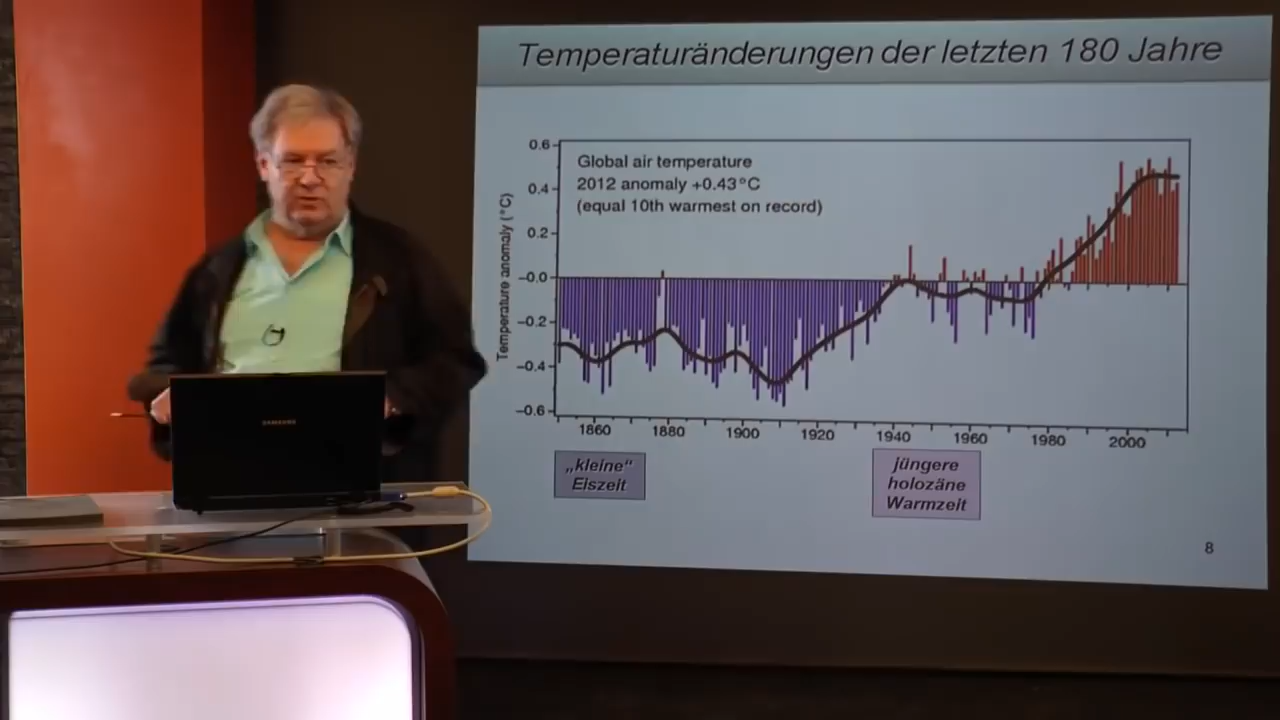 Temperaturänderungen der letzten 180 Jahre
Global air temperature
2012 anomaly +0.43°C
(equal 10th warmest on record)
Temperature anomaly (°C)
0.6
0.4
0.2
−0.0
−0.2
−0.4
−0.6
1860 1880 1900 1920 1940 1960 1980 2000
„kleine“
Eiszeit
jüngere
holozäne
Warmzeit
8
SAMSUNG